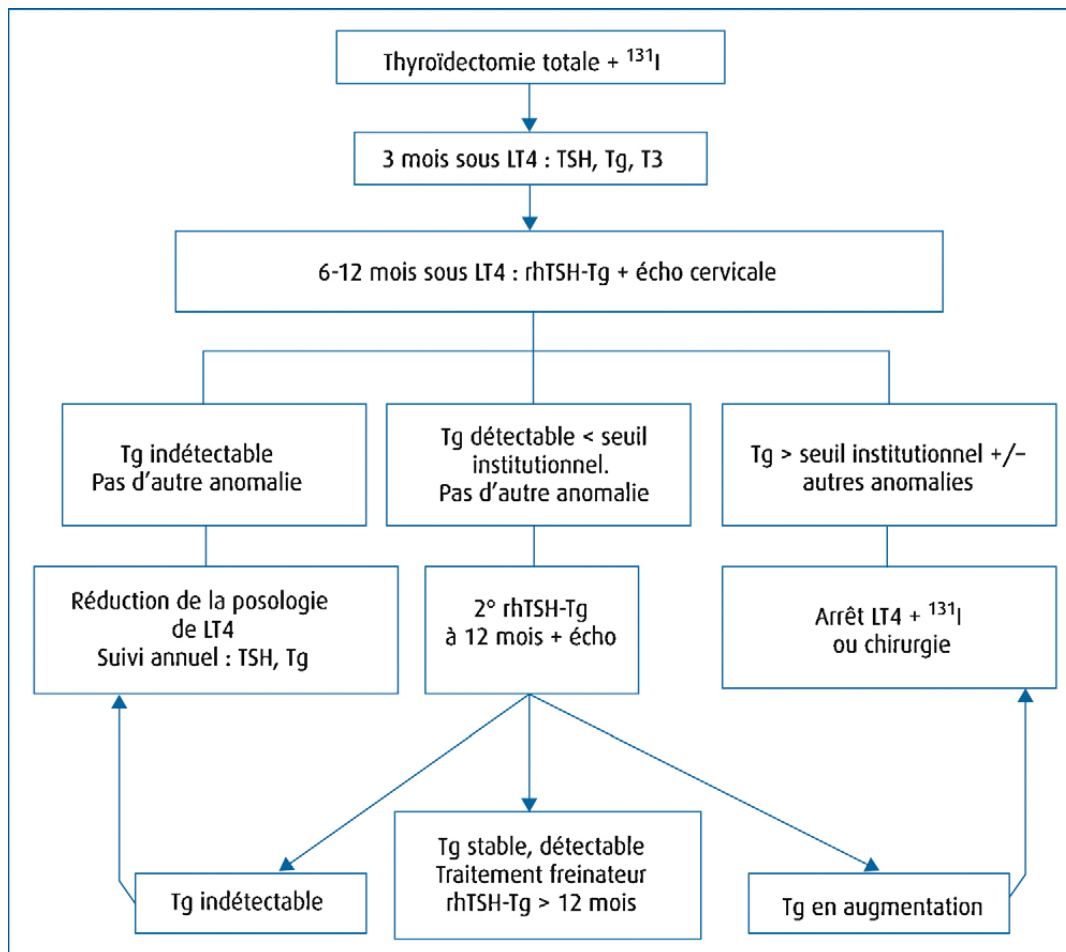 Thyroïdectomie totale + ¹³¹I
3 mois sous LT4 : TSH, Tg, T3
6-12 mois sous LT4 : rhTSH-Tg + écho cervicale
Tg indétectable
Pas d'autre anomalie
Tg détectable < seuil
institutionnel.
Pas d'autre anomalie
Tg > seuil institutionnel +/–
autres anomalies
Réduction de la posologie
de LT4
Suivi annuel : TSH, Tg
2° rhTSH-Tg
à 12 mois + écho
Arrêt LT4 + ¹³¹I
ou chirurgie
Tg indétectable
Tg stable, détectable
Traitement freinateur
rhTSH-Tg > 12 mois
Tg en augmentation